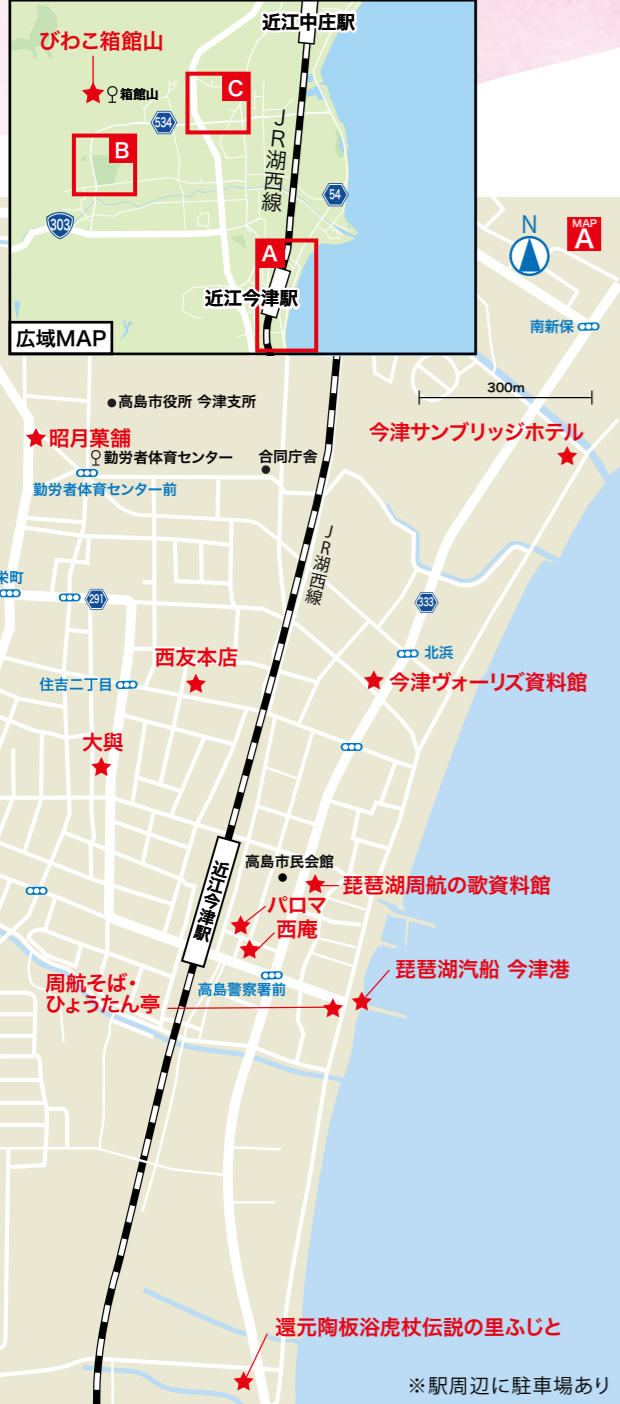 近江中庄駅
びわこ箱館山
箱館山
C
534
B
JR湖西線
54
303
A
近江今津駅
広域MAP
N
MAP
A
南新保
300m
高島市役所 今津支所
昭月菓舗
勤労者体育センター
勤労者体育センター前
合同庁舎
今津サンブリッジホテル
JR湖西線
栄町
291
333
北浜
西友本店
住吉二丁目
今津ヴォーリズ資料館
大與
近江今津駅
高島市民会館
琵琶湖周航の歌資料館
パロマ
西庵
琵琶湖汽船 今津港
周航そば・
ひょうたん亭
高島警察署前
還元陶板浴虎杖伝説の里ふじと
※駅周辺に駐車場あり